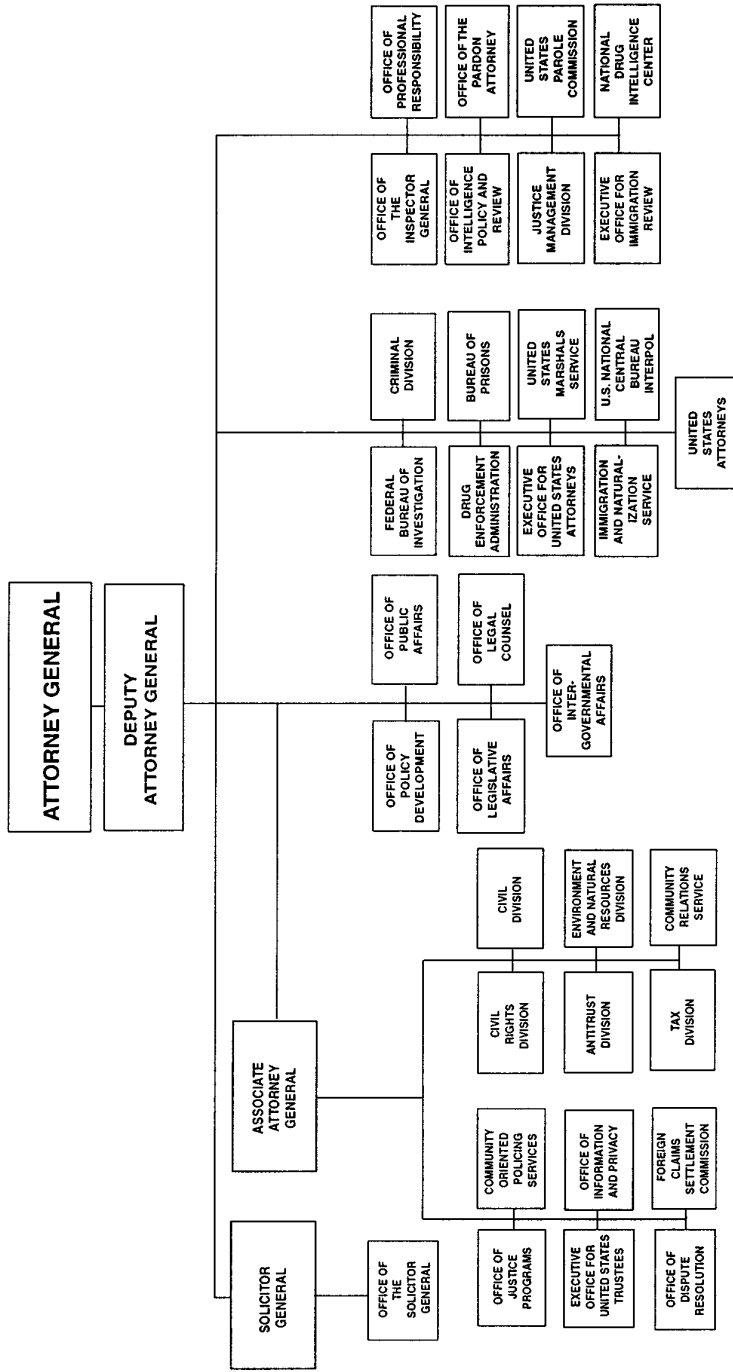 ATTORNEY GENERAL
DEPUTY
ATTORNEY GENERAL
SOLICITOR
GENERAL
OFFICE OF
THE
SOLICITOR
GENERAL
ASSOCIATE
ATTORNEY
GENERAL
OFFICE OF
JUSTICE
PROGRAMS
COMMUNITY
ORIENTED
POLICING
SERVICES
EXECUTIVE
OFFICE FOR
UNITED STATES
TRUSTEES
OFFICE OF
INFORMATION
AND PRIVACY
OFFICE OF
DISPUTE
RESOLUTION
FOREIGN
CLAIMS
SETTLEMENT
COMMISSION
CIVIL
RIGHTS
DIVISION
CIVIL
DIVISION
ANTITRUST
DIVISION
ENVIRONMENT
AND NATURAL
RESOURCES
DIVISION
TAX
DIVISION
COMMUNITY
RELATIONS
SERVICE
OFFICE OF
POLICY
DEVELOPMENT
OFFICE OF
PUBLIC
AFFAIRS
OFFICE OF
LEGISLATIVE
AFFAIRS
OFFICE OF
LEGAL
COUNSEL
OFFICE OF
INTER-
GOVERNMENTAL
AFFAIRS
FEDERAL
BUREAU OF
INVESTIGATION
CRIMINAL
DIVISION
DRUG
ENFORCEMENT
ADMINISTRATION
BUREAU OF
PRISONS
EXECUTIVE
OFFICE FOR
UNITED STATES
ATTORNEYS
UNITED
STATES
MARSHALS
SERVICE
IMMIGRATION
AND NATURAL-
IZATION
SERVICE
U.S. NATIONAL
CENTRAL
BUREAU
INTERPOL
UNITED
STATES
ATTORNEYS
OFFICE OF
THE
INSPECTOR
GENERAL
OFFICE OF
PROFESSIONAL
RESPONSIBILITY
OFFICE OF
INTELLIGENCE
POLICY AND
REVIEW
OFFICE OF THE
PARDON
ATTORNEY
JUSTICE
MANAGEMENT
DIVISION
UNITED
STATES
PAROLE
COMMISSION
EXECUTIVE
OFFICE FOR
IMMIGRATION
REVIEW
NATIONAL
DRUG
INTELLIGENCE
CENTER